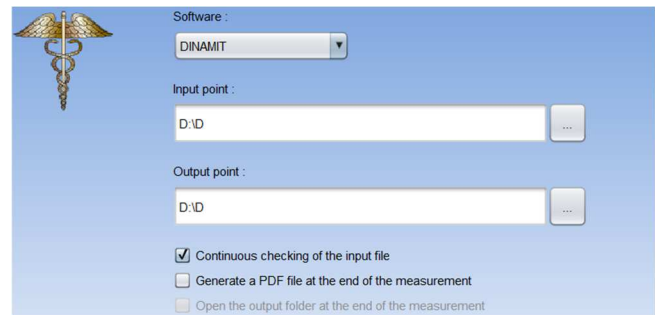 Software :
DINAMIT
Input point :
D:\D
...
Output point :
D:\D
...
Continuous checking of the input file
Generate a PDF file at the end of the measurement
Open the output folder at the end of the measurement